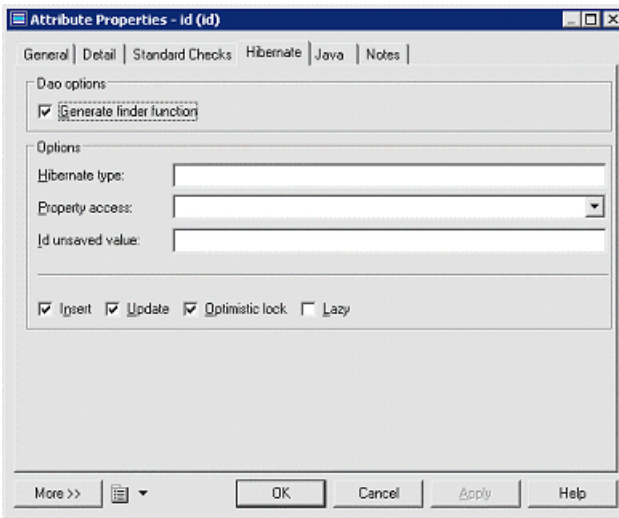 Attribute Properties - id (id)
General Detail Standard Checks Hibernate Java Notes
Dao options
Generate finder function
Options
Hibernate type:
Property access:
Id unsaved value:
Insert Update Optimistic lock Lazy
More >> OK Cancel Apply Help